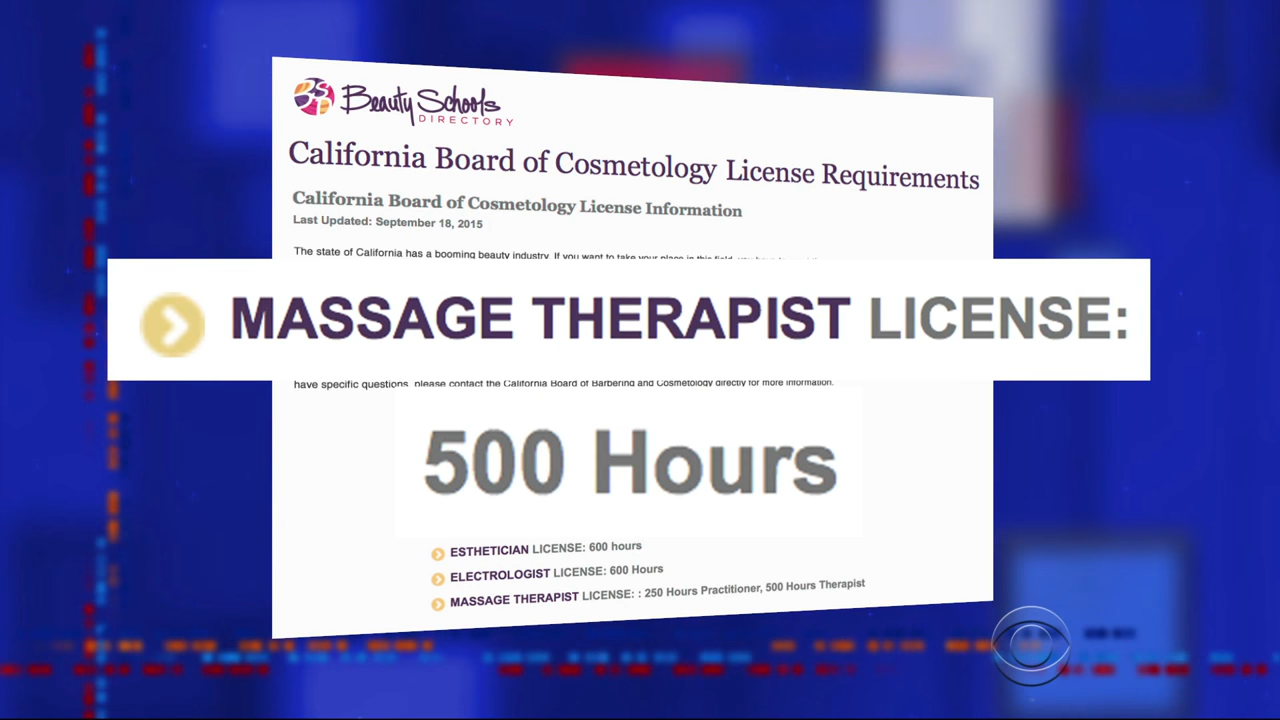 Beauty Schools
DIRECTORY
California Board of Cosmetology License Requirements
California Board of Cosmetology License Information
Last Updated: September 18, 2015
The state of California has a booming beauty industry. If you want to take your place in this field, you have to
MASSAGE THERAPIST LICENSE:
have specific questions, please contact the California Board of Barbering and Cosmetology directly for more information.
500 Hours
ESTHETICIAN LICENSE: 600 hours
ELECTROLOGIST LICENSE: 600 Hours
MASSAGE THERAPIST LICENSE: : 250 Hours Practitioner, 500 Hours Therapist